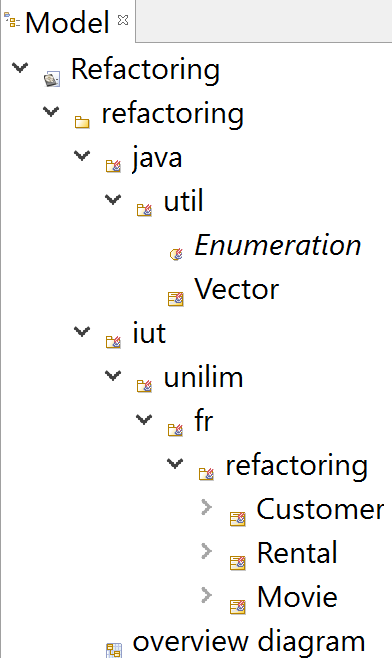 Model
Refactoring
refactoring
java
util
Enumeration
Vector
iut
unilim
fr
refactoring
Customer
Rental
Movie
overview diagram